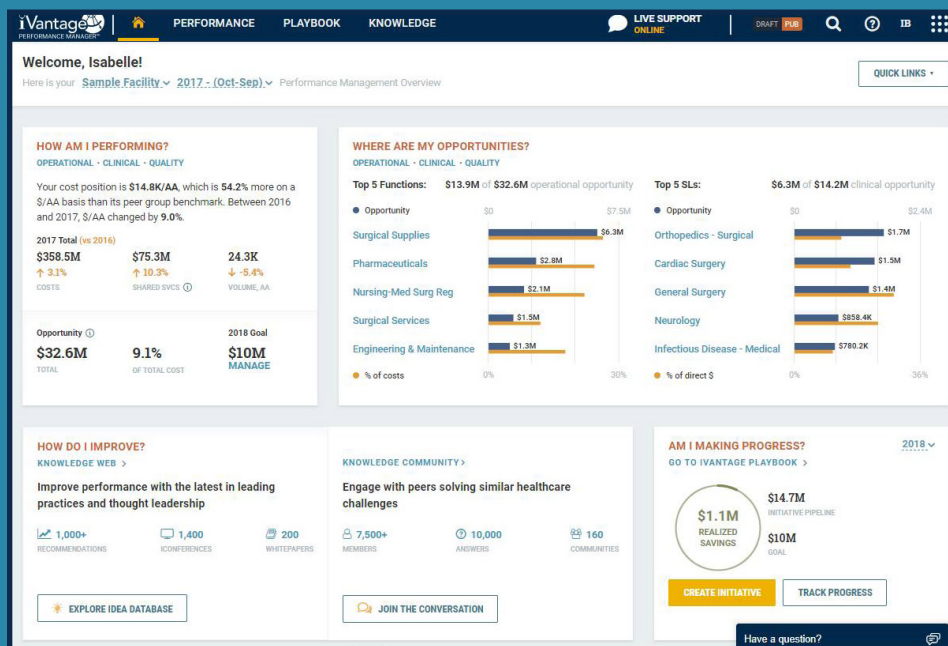 iVantage
PERFORMANCE MANAGER™
PERFORMANCE
PLAYBOOK
KNOWLEDGE
LIVE SUPPORT
ONLINE
DRAFT PUB
IB
Welcome, Isabelle!
Here is your Sample Facility 2017 - (Oct-Sep) Performance Management Overview
QUICK LINKS
HOW AM I PERFORMING?
OPERATIONAL - CLINICAL - QUALITY
Your cost position is $14.8K/AA, which is 54.2% more on a
$/AA basis than its peer group benchmark. Between 2016
and 2017, $/AA changed by 9.0%.
2017 Total (vs 2016)
$358.5M $75.3M 24.3K
↑ 3.1% ↑ 10.3% ↓ -5.4%
COSTS SHARED SVCS VOLUME, AA
Opportunity 2018 Goal
$32.6M 9.1% $10M
TOTAL OF TOTAL COST MANAGE
WHERE ARE MY OPPORTUNITIES?
OPERATIONAL - CLINICAL - QUALITY
Top 5 Functions: $13.9M of $32.6M operational opportunity
Opportunity $0 $7.5M
Surgical Supplies $6.3M
Pharmaceuticals $2.8M
Nursing-Med Surg Reg $2.1M
Surgical Services $1.5M
Engineering & Maintenance $1.3M
% of costs 0% 30%
Top 5 SLs: $6.3M of $14.2M clinical opportunity
Opportunity $0 $2.4M
Orthopedics - Surgical $1.7M
Cardiac Surgery $1.5M
General Surgery $1.4M
Neurology $858.4K
Infectious Disease - Medical $780.2K
% of direct $ 0% 36%
HOW DO I IMPROVE?
KNOWLEDGE WEB >
Improve performance with the latest in leading
practices and thought leadership
1,000+ 1,400 200
RECOMMENDATIONS ICONFERENCES WHITEPAPERS
EXPLORE IDEA DATABASE
KNOWLEDGE COMMUNITY >
Engage with peers solving similar healthcare
challenges
7,500+ 10,000 160
MEMBERS ANSWERS COMMUNITIES
JOIN THE CONVERSATION
AM I MAKING PROGRESS? 2018
GO TO IVANTAGE PLAYBOOK >
$1.1M
REALIZED
SAVINGS
$14.7M
INITIATIVE PIPELINE
$10M
GOAL
CREATE INITIATIVE
TRACK PROGRESS
Have a question?